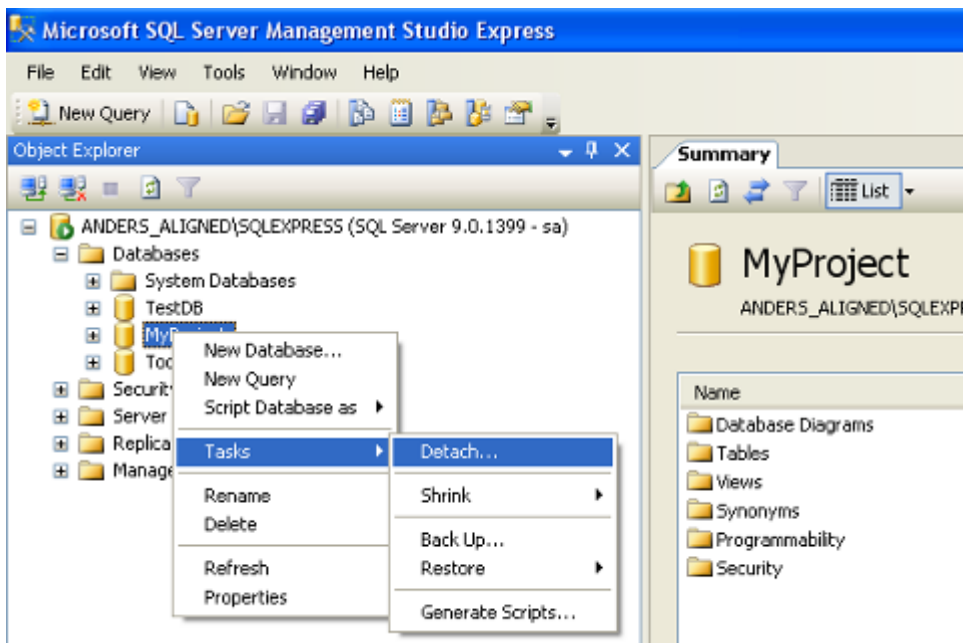 Microsoft SQL Server Management Studio Express
File Edit View Tools Window Help
New Query
Object Explorer
Summary
List
ANDERS_ALIGNED\SQLEXPRESS (SQL Server 9.0.1399 - sa)
Databases
System Databases
TestDB
MyProject
ANDERS_ALIGNED\SQLEXP
New Database...
New Query
Script Database as
Tasks
Rename
Delete
Refresh
Properties
Detach...
Shrink
Back Up...
Restore
Generate Scripts...
Securit
Server
Replica
Manage
Name
Database Diagrams
Tables
Views
Synonyms
Programmability
Security